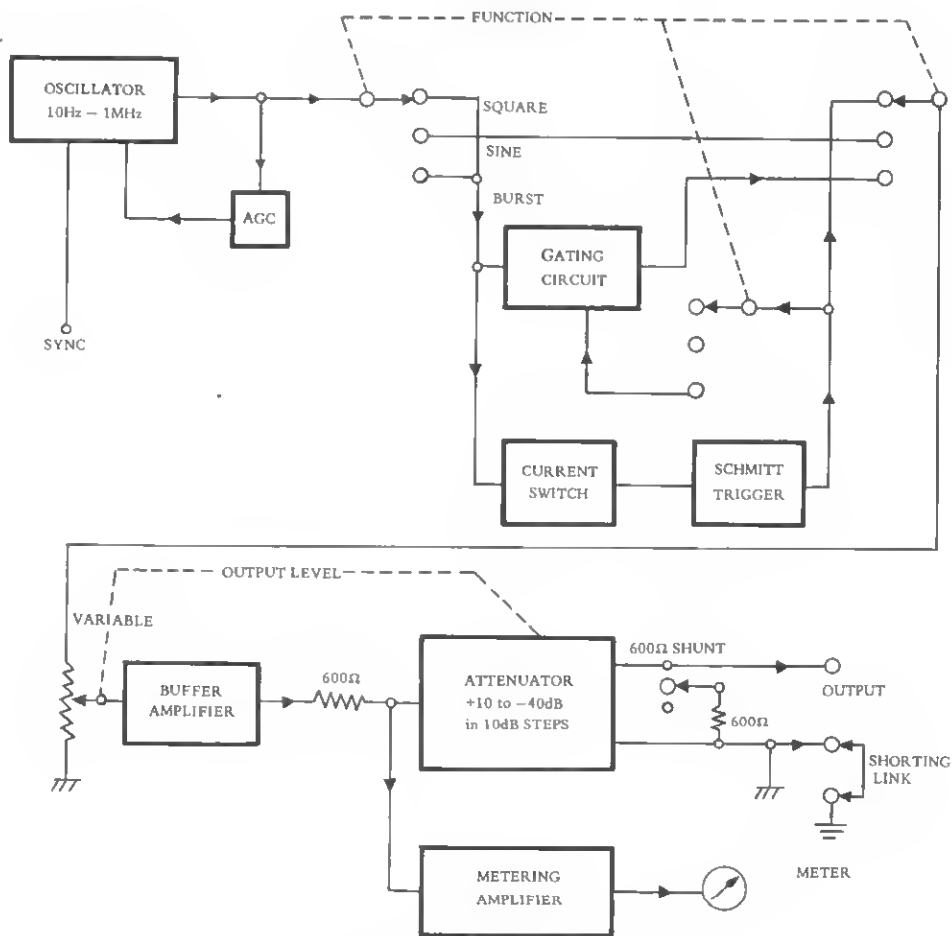 FUNCTION
OSCILLATOR
10Hz – 1MHz
SQUARE
SINE
BURST
AGC
GATING
CIRCUIT
SYNC
CURRENT
SWITCH
SCHMITT
TRIGGER
OUTPUT LEVEL
VARIABLE
BUFFER
AMPLIFIER
600Ω
ATTENUATOR
+10 to –40dB
in 10dB STEPS
600Ω SHUNT
OUTPUT
600Ω
SHORTING
LINK
METERING
AMPLIFIER
METER